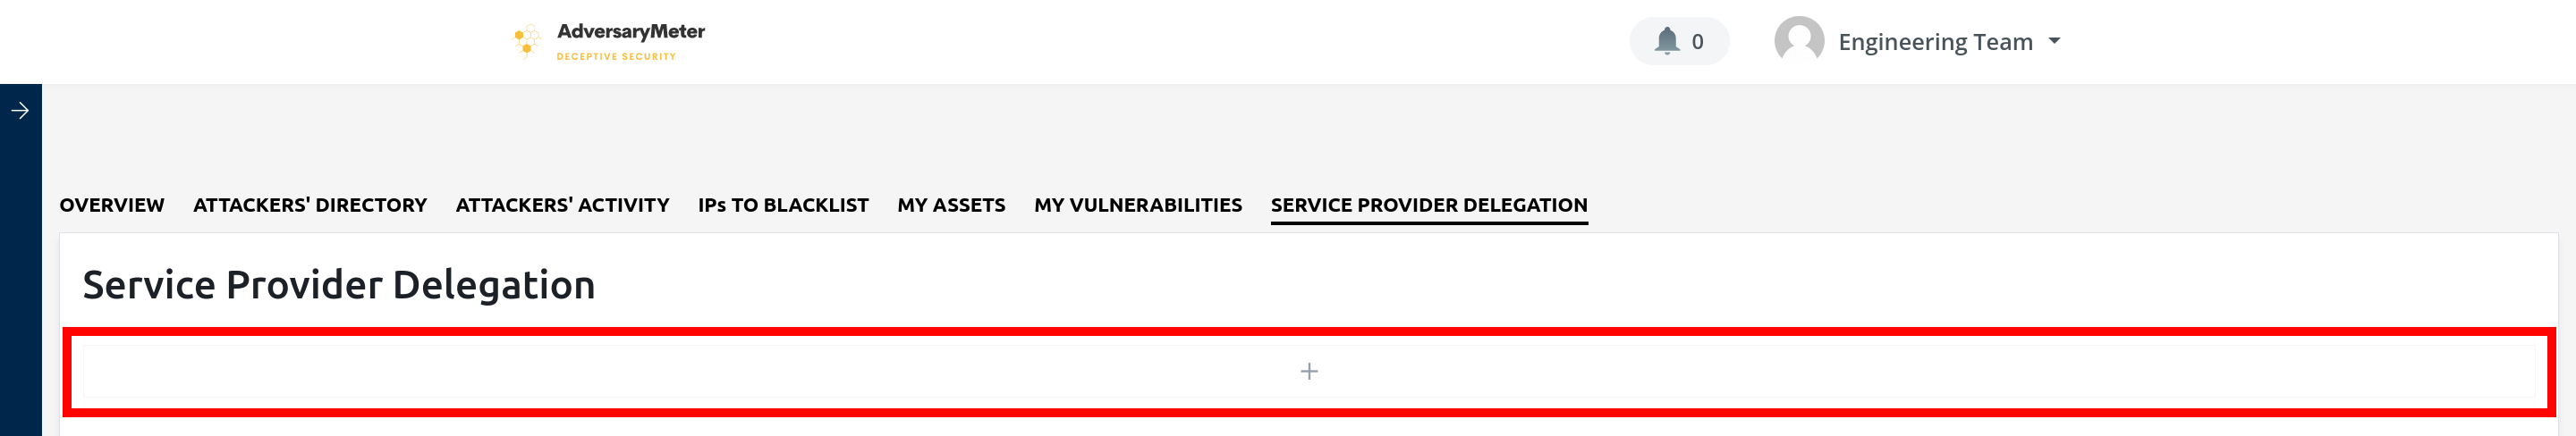 AdversaryMeter
DECEPTIVE SECURITY
0
Engineering Team
OVERVIEW ATTACKERS' DIRECTORY ATTACKERS' ACTIVITY IPs TO BLACKLIST MY ASSETS MY VULNERABILITIES SERVICE PROVIDER DELEGATION
Service Provider Delegation
+